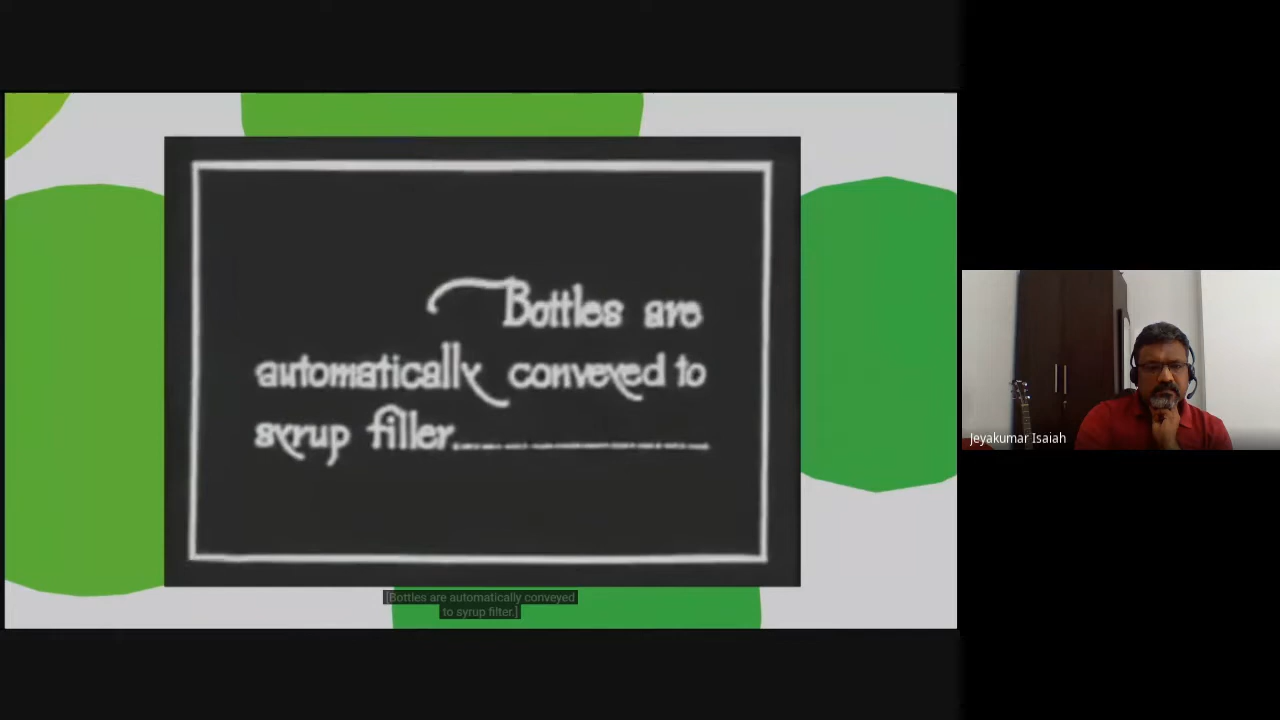 Bottles are
automatically conveyed to
syrup filler.
[Bottles are automatically conveyed
to syrup filter.]
Jeyakumar Isaiah